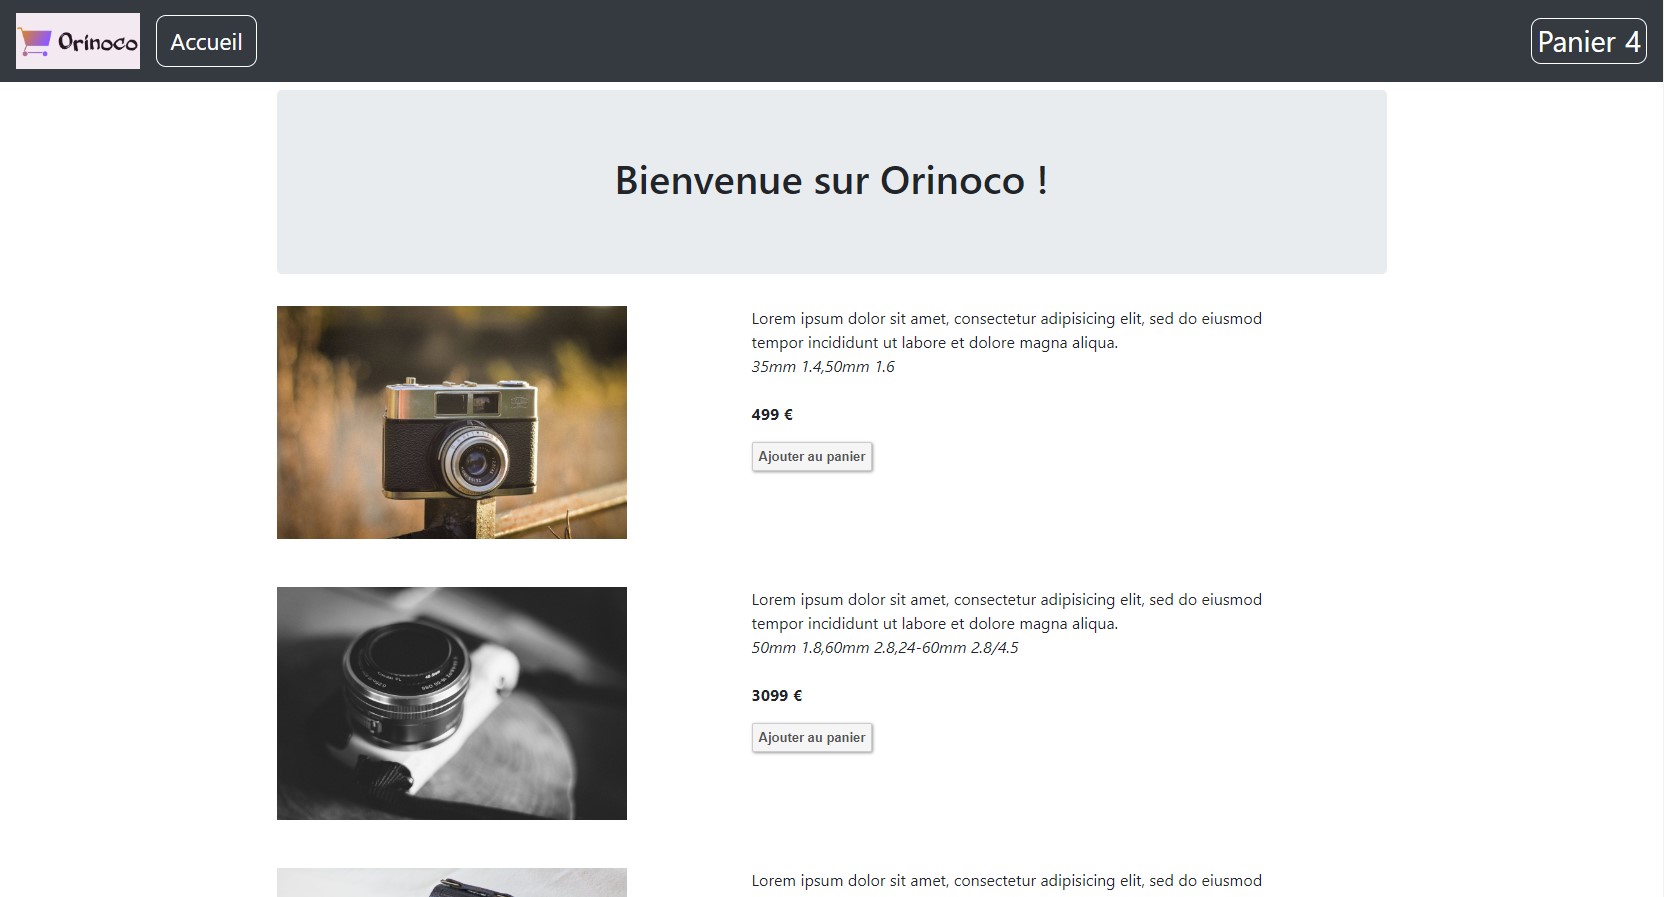 Orinoco
Accueil
Panier 4
Bienvenue sur Orinoco !
Lorem ipsum dolor sit amet, consectetur adipisicing elit, sed do eiusmod
tempor incididunt ut labore et dolore magna aliqua.
35mm 1.4,50mm 1.6
499 €
Ajouter au panier
Lorem ipsum dolor sit amet, consectetur adipisicing elit, sed do eiusmod
tempor incididunt ut labore et dolore magna aliqua.
50mm 1.8,60mm 2.8,24-60mm 2.8/4.5
3099 €
Ajouter au panier
Lorem ipsum dolor sit amet, consectetur adipisicing elit, sed do eiusmod